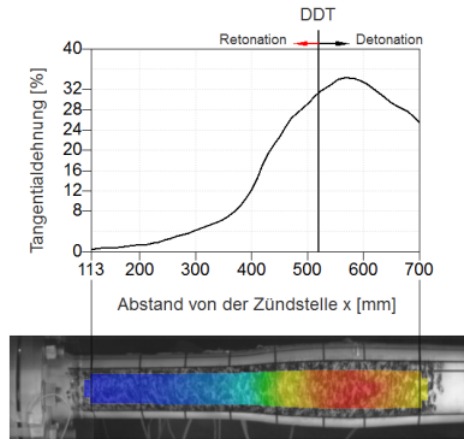 DDT
Retonation Detonation
Tangentialdehnung [%]
40
32
28
24
20
16
12
8
0
113 200 300 400 500 600 700
Abstand von der Zündstelle x [mm]